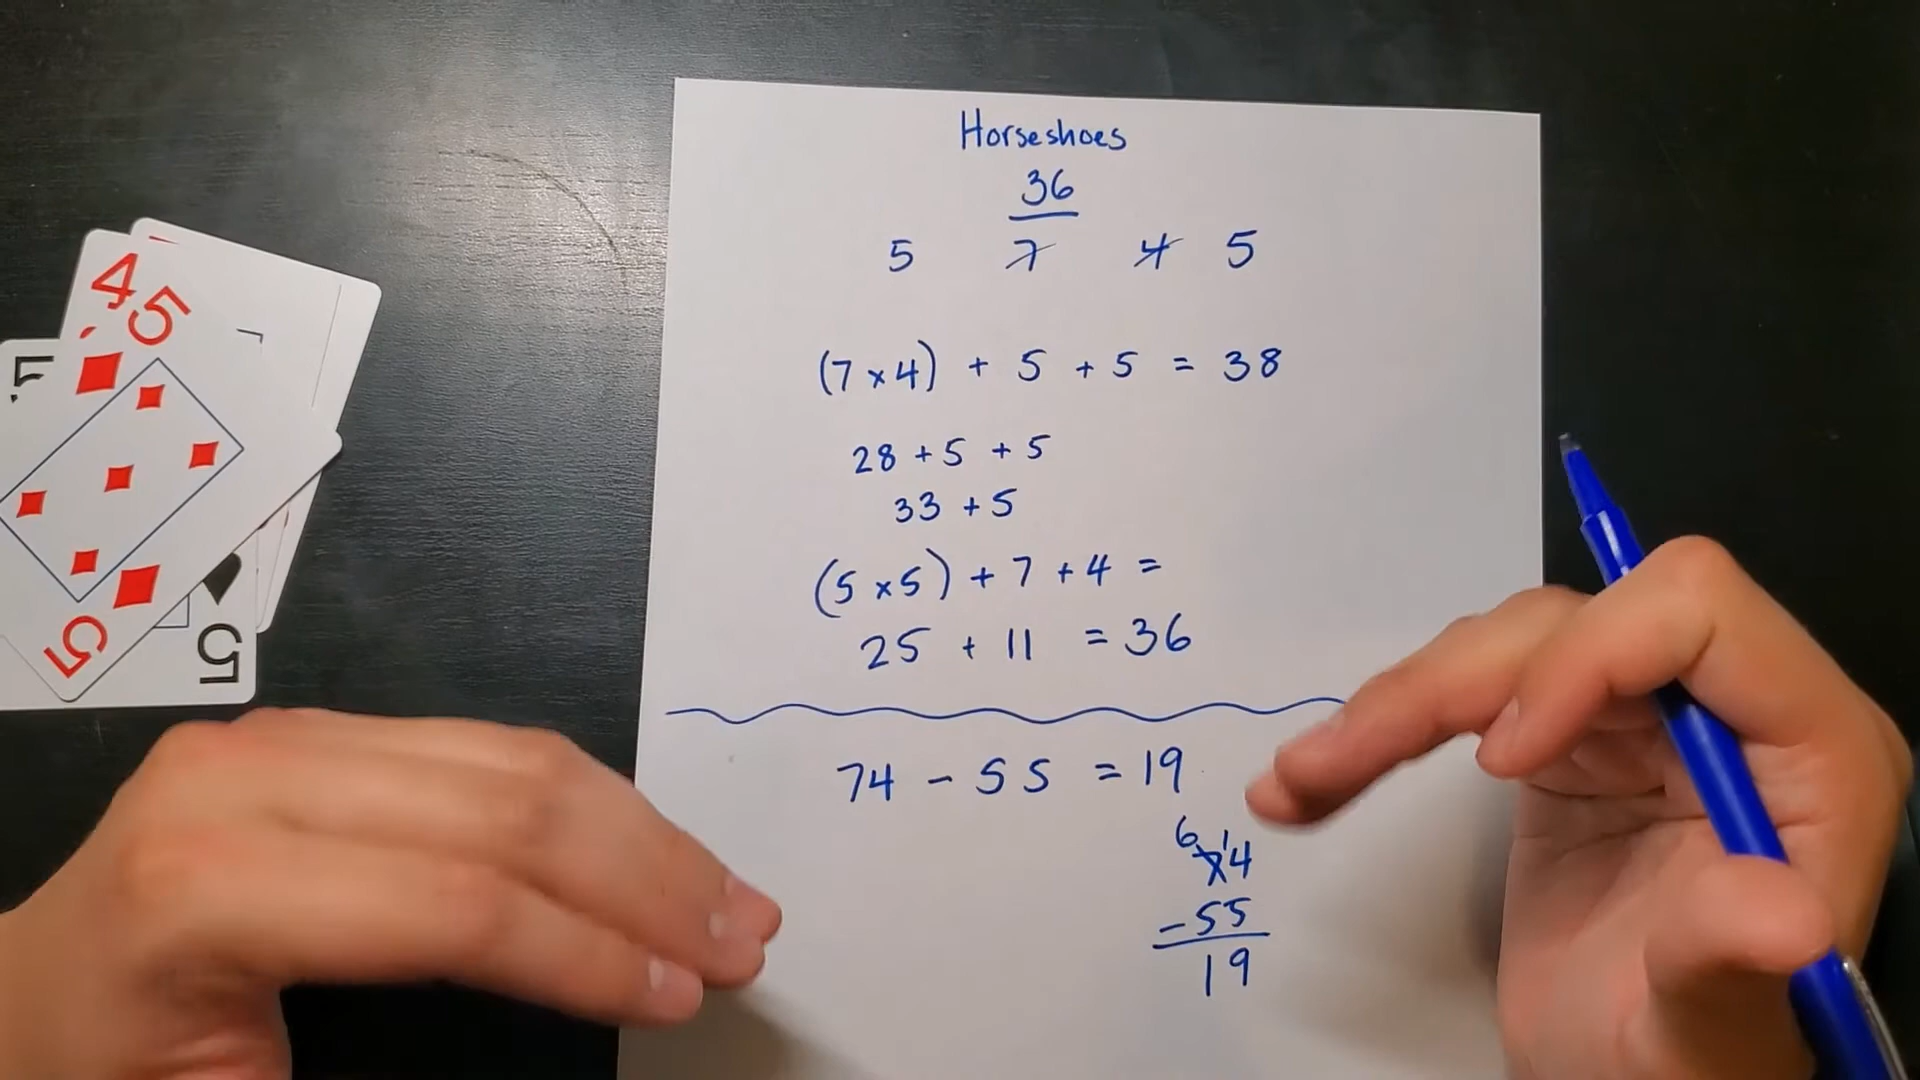 Horseshoes
36
5 7 4 5
(7 x 4) + 5 + 5 = 38
28 + 5 + 5
33 + 5
(5 x 5) + 7 + 4 =
25 + 11 = 36
74 - 55 = 19
6 1
74
- 55
19
4
5
5
5
5